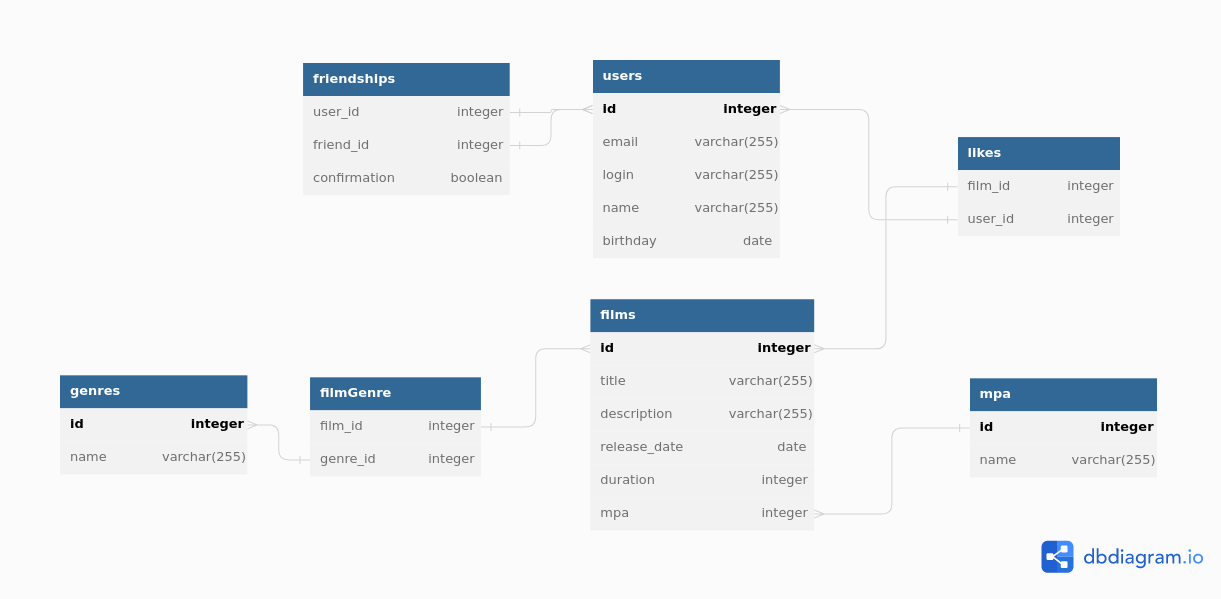 friendships
user_id integer
friend_id integer
confirmation boolean
users
id integer
email varchar(255)
login varchar(255)
name varchar(255)
birthday date
likes
film_id integer
user_id integer
films
id integer
title varchar(255)
description varchar(255)
release_date date
duration integer
mpa integer
genres
id integer
name varchar(255)
filmGenre
film_id integer
genre_id integer
mpa
id integer
name varchar(255)
dbdiagram.io